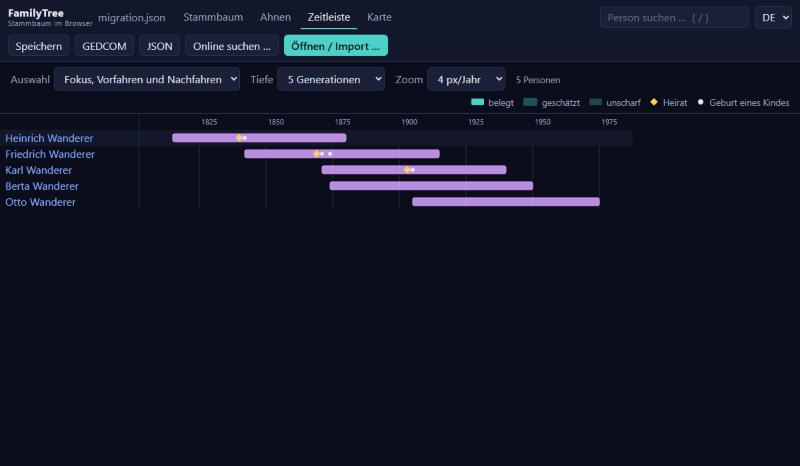 FamilyTree
Stammbaum im Browser
migration.json
Stammbaum
Ahnen
Zeitleiste
Karte
Person suchen ... ( / )
DE
Speichern
GEDCOM
JSON
Online suchen ...
Öffnen / Import ...
Auswahl
Fokus, Vorfahren und Nachfahren
Tiefe
5 Generationen
Zoom
4 px/Jahr
5 Personen
belegt
geschätzt
unscharf
Heirat
Geburt eines Kindes
1825
1850
1875
1900
1925
1950
1975
Heinrich Wanderer
Friedrich Wanderer
Karl Wanderer
Berta Wanderer
Otto Wanderer